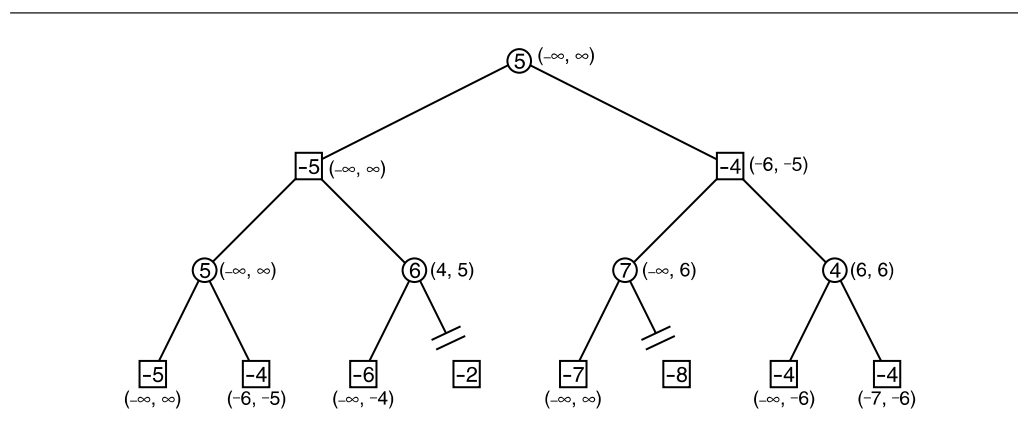 5 (-∞, ∞)
-5 (-∞, ∞) -4 (-6, -5)
5 (-∞, ∞) 6 (4, 5) 7 (-∞, 6) 4 (6, 6)
-5 -4 -6 -2 -7 -8 -4 -4
(-∞, ∞) (-6, -5) (-∞, -4) (-∞, ∞) (-∞, -6) (-7, -6)